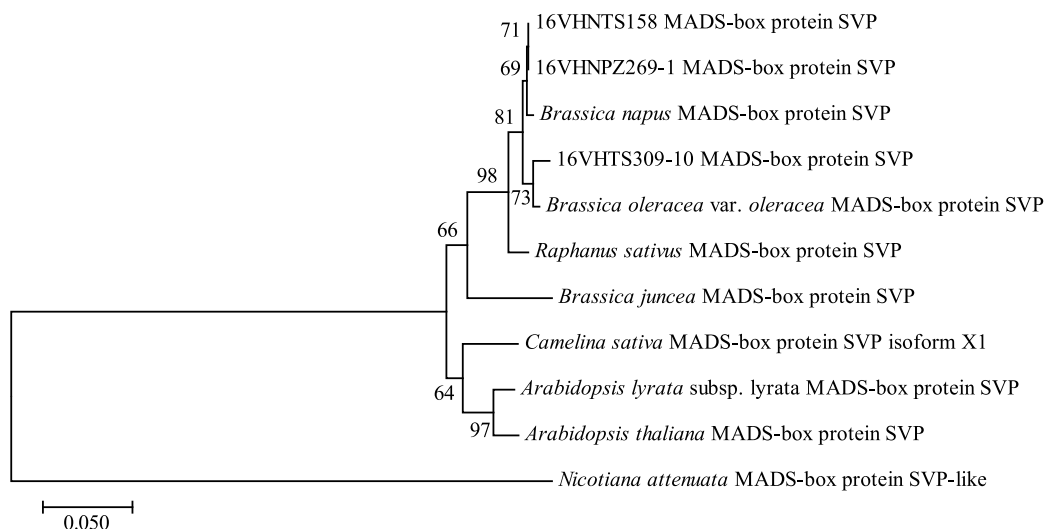 71
16VHNTS158 MADS-box protein SVP
69
16VHNPZ269-1 MADS-box protein SVP
81
Brassica napus MADS-box protein SVP
98
16VHTS309-10 MADS-box protein SVP
73
Brassica oleracea var. oleracea MADS-box protein SVP
66
Raphanus sativus MADS-box protein SVP
Brassica juncea MADS-box protein SVP
Camelina sativa MADS-box protein SVP isoform X1
64
Arabidopsis lyrata subsp. lyrata MADS-box protein SVP
97
Arabidopsis thaliana MADS-box protein SVP
Nicotiana attenuata MADS-box protein SVP-like
0.050